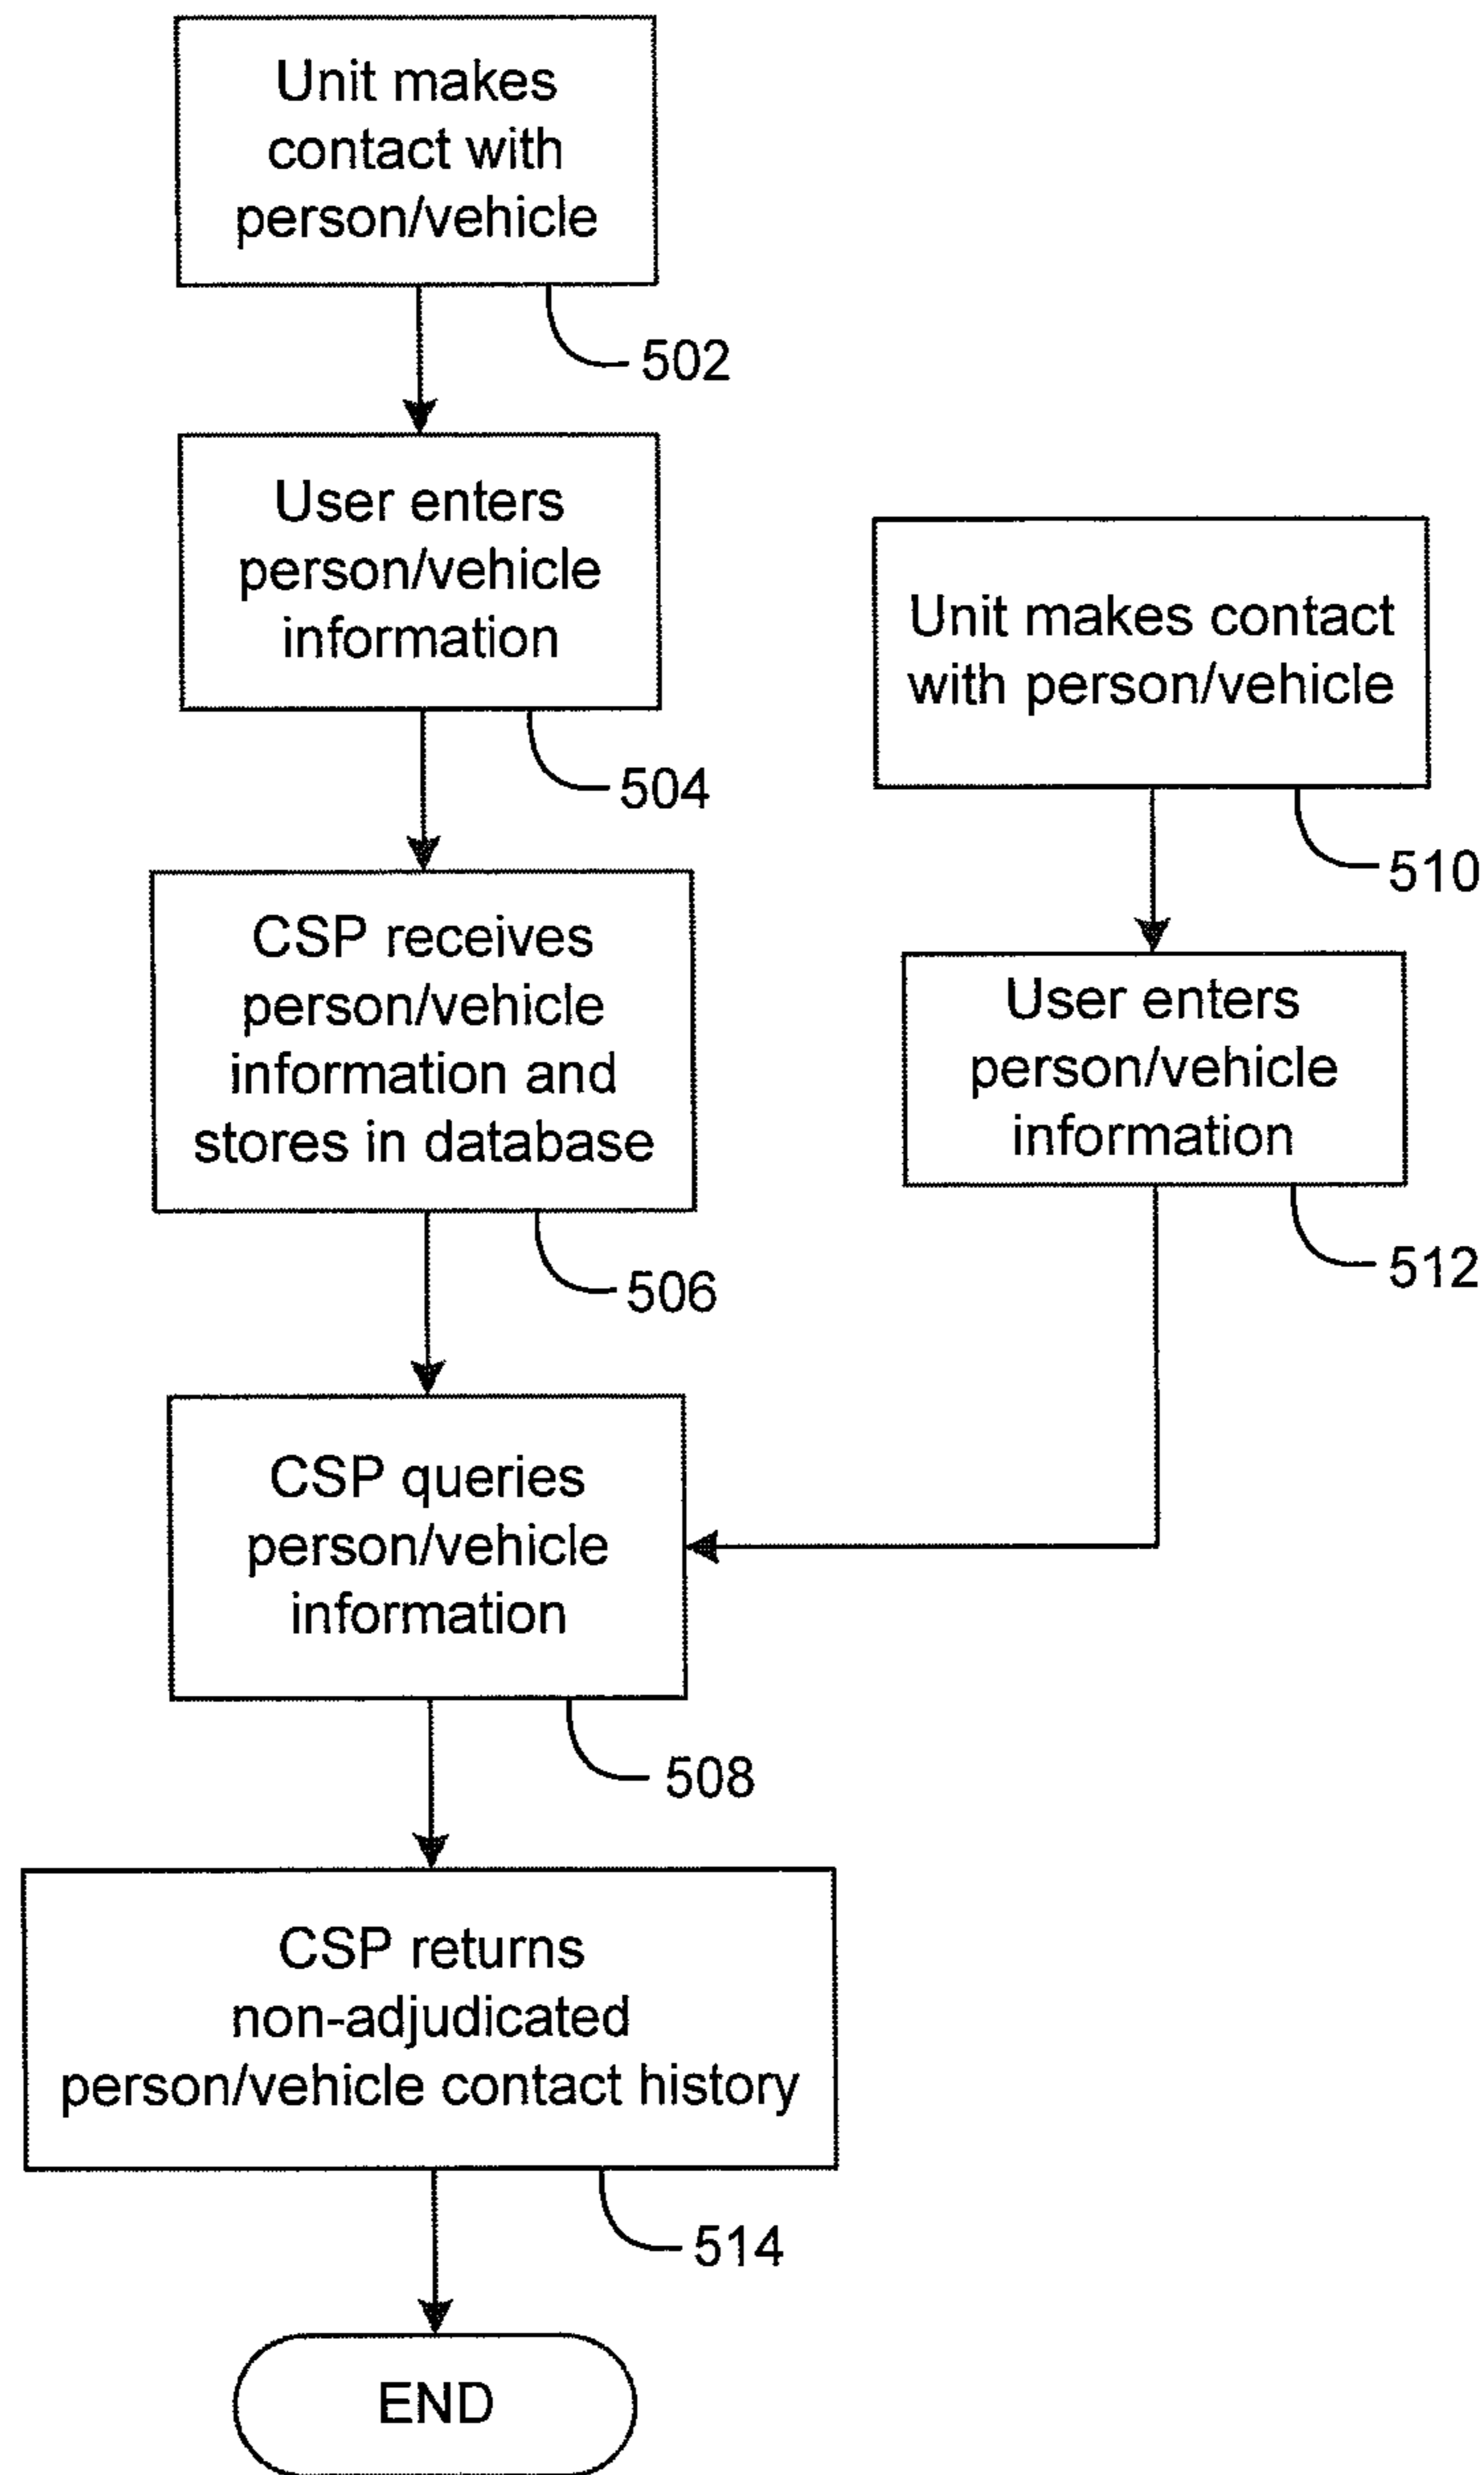 Unit makes
contact with
person/vehicle
502
User enters
person/vehicle
information
504
CSP receives
person/vehicle
information and
stores in database
506
CSP queries
person/vehicle
information
508
Unit makes contact
with person/vehicle
510
User enters
person/vehicle
information
512
CSP returns
non-adjudicated
person/vehicle contact history
514
END